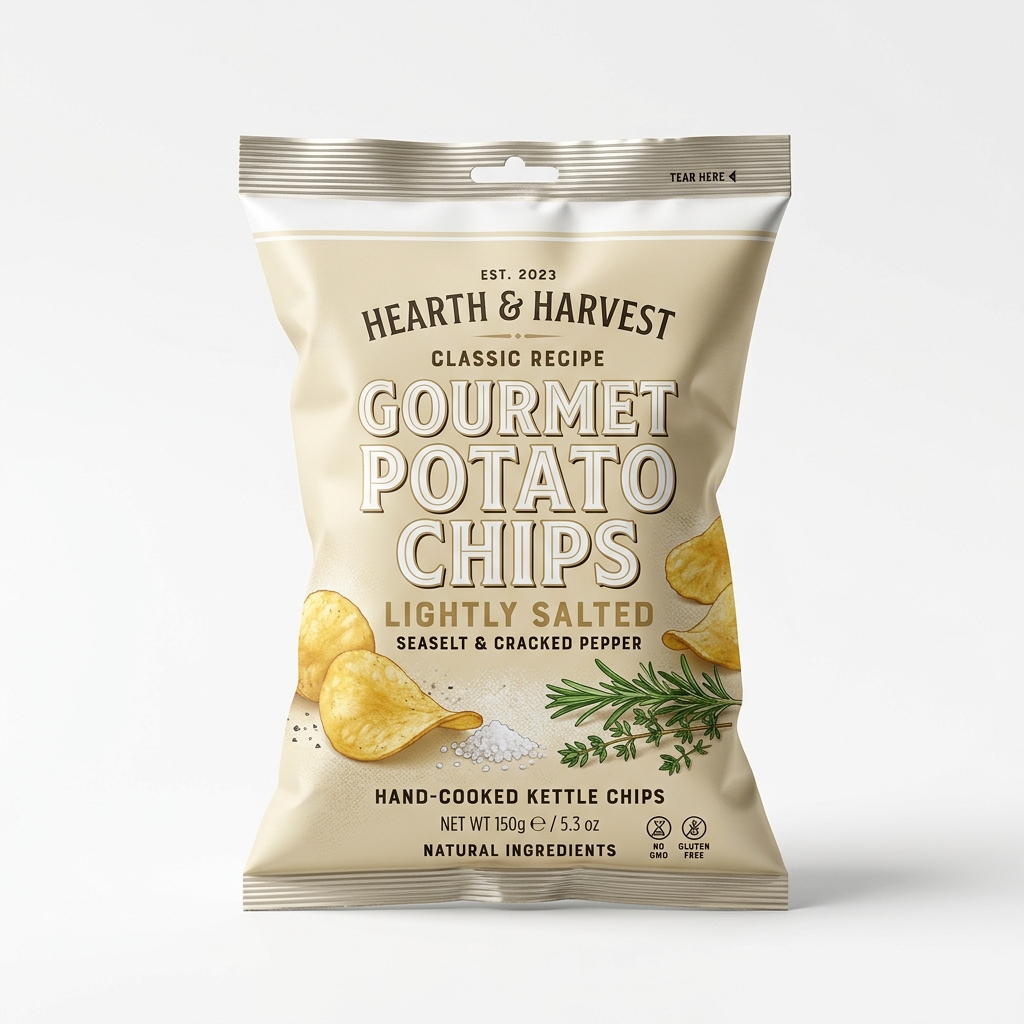 TEAR HERE
EST. 2023
HEARTH & HARVEST
CLASSIC RECIPE
GOURMET
POTATO
CHIPS
LIGHTLY SALTED
SEASELT & CRACKED PEPPER
HAND-COOKED KETTLE CHIPS
NET WT 150g ℮ / 5.3 oz
NATURAL INGREDIENTS
NO
GMO
GLUTEN
FREE